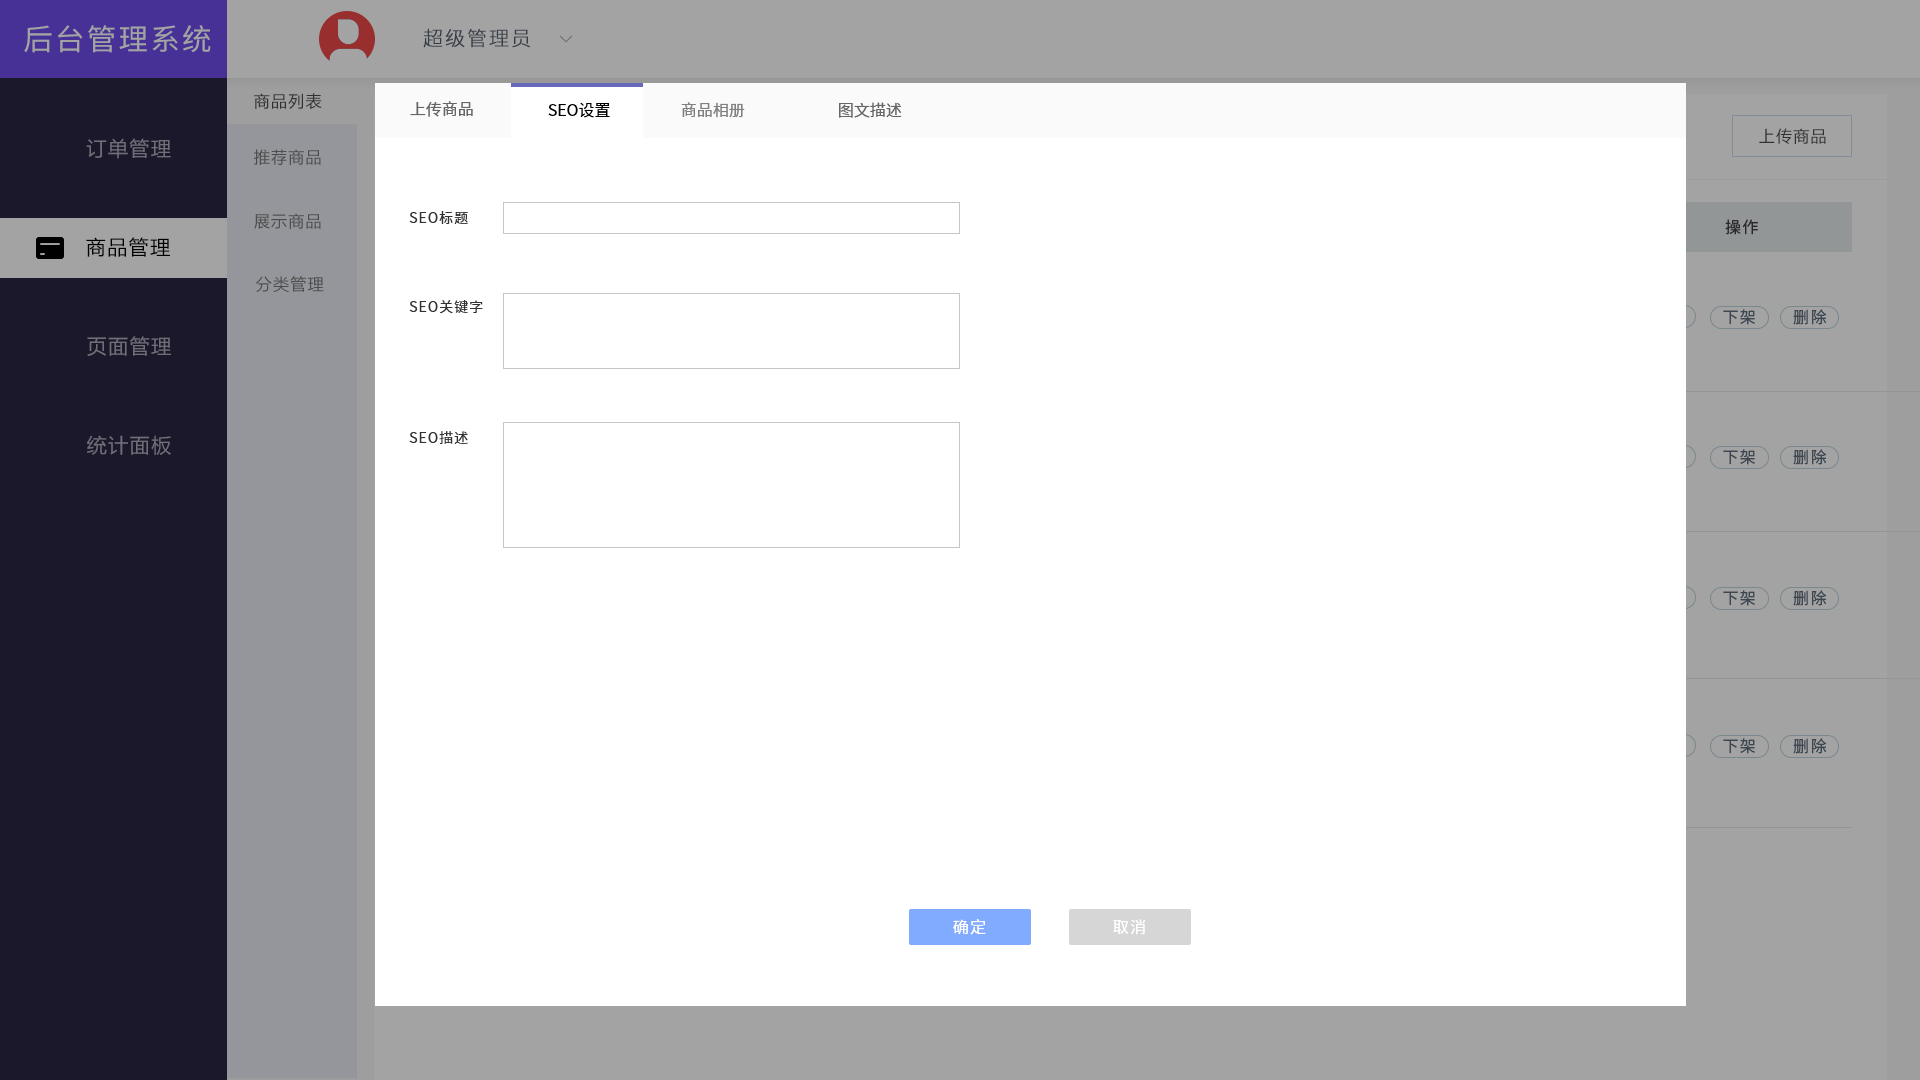 后台管理系统
超级管理员
订单管理
商品管理
页面管理
统计面板
商品列表
推荐商品
展示商品
分类管理
上传商品
SEO设置
商品相册
图文描述
SEO标题
SEO关键字
SEO描述
确定
取消
上传商品
操作
下架 删除
下架 删除
下架 删除
下架 删除